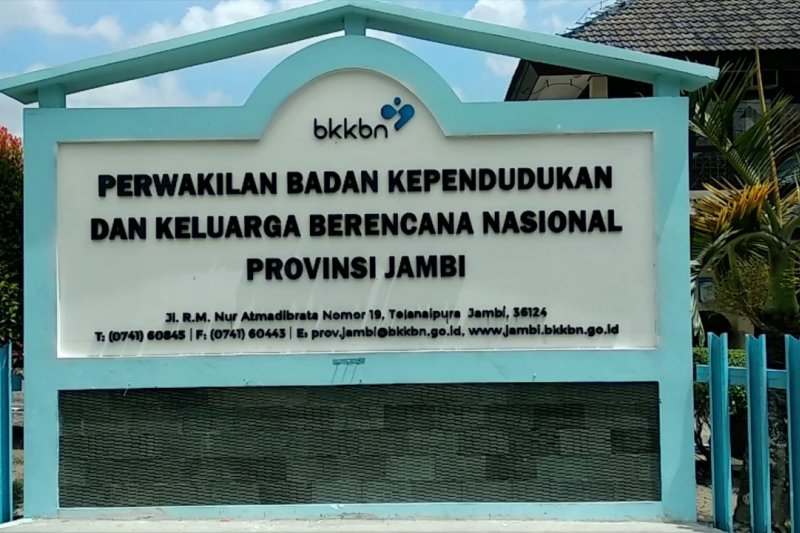 bkkbn
PERWAKILAN BADAN KEPENDUDUKAN
DAN KELUARGA BERENCANA NASIONAL
PROVINSI JAMBI
Jl. R.M. Nur Atmadibrata Nomor 19, Telanaipura Jambi, 36124
T: (0741) 60845 | F: (0741) 60443 | E: prov.jambi@bkkbn.go.id, www.jambi.bkkbn.go.id